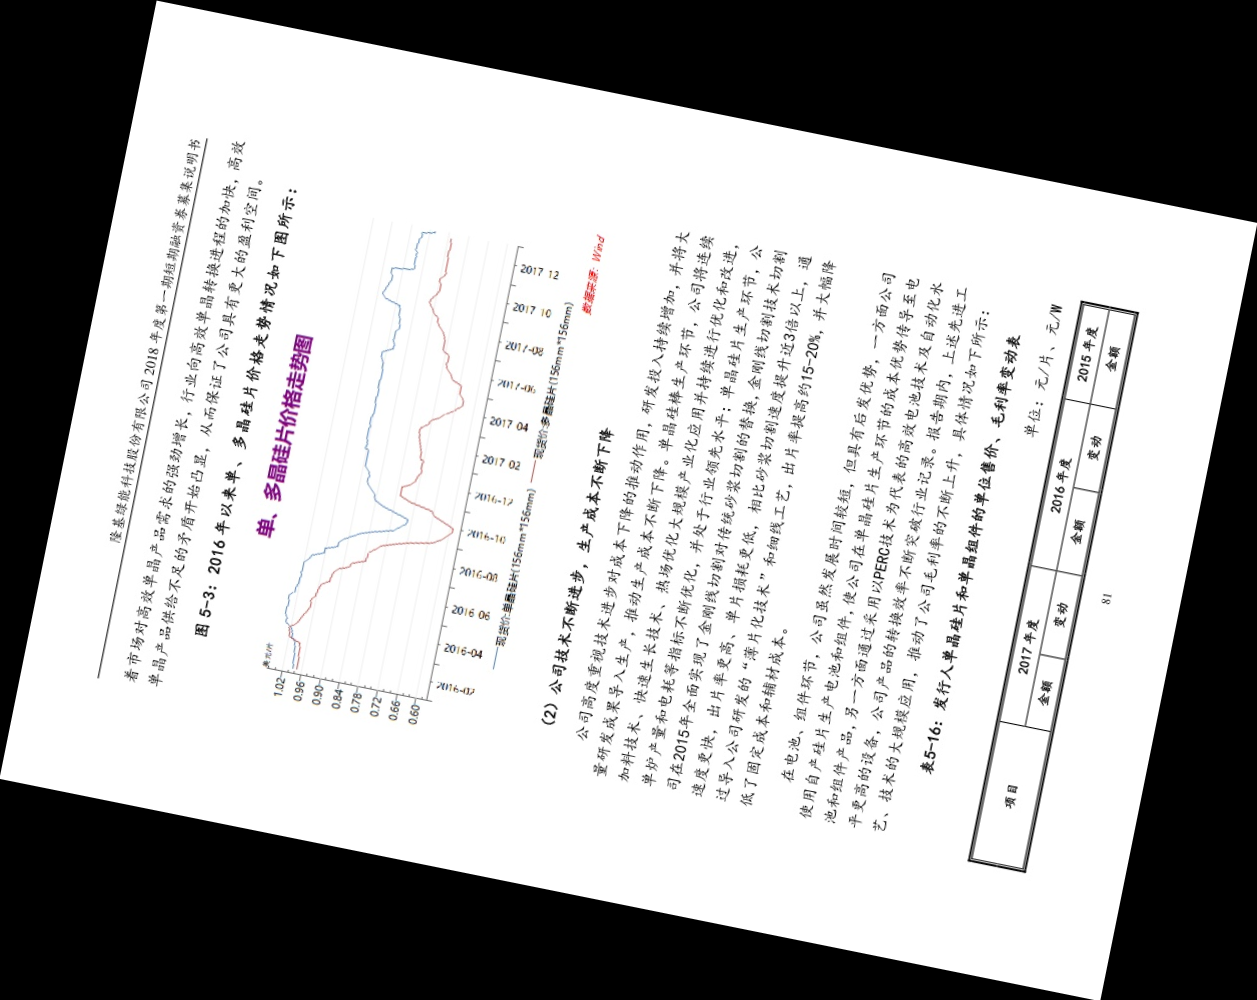 隆基绿能科技股份有限公司 2018 年度第一期短期融资券募集说明书
着市场对高效单晶产品需求的强劲增长，行业向高效单晶转换进程的加快，高效
单晶产品供给不足的矛盾开始凸显，从而保证了公司具有更大的盈利空间。
图 5-3：2016 年以来单、多晶硅片价格走势情况如下图所示：
单、多晶硅片价格走势图
美元/片
1.02
0.96
0.90
0.84
0.78
0.72
0.66
0.60
2016-02 2016-04 2016-06 2016-08 2016-10 2016-12 2017-02 2017-04 2017-06 2017-08 2017-10 2017-12
现货价:单晶硅片(156mm*156mm) 现货价:多晶硅片(156mm*156mm)
数据来源：Wind
（2）公司技术不断进步，生产成本不断下降
公司高度重视技术进步对成本下降的推动作用，研发投入持续增加，并将大
量研发成果导入生产，推动生产成本不断下降。单晶硅棒生产环节，公司将连续
加料技术、快速生长技术、热场优化大规模产业化应用并持续进行优化和改进，
单炉产量和电耗等指标不断优化，并处于行业领先水平；单晶硅片生产环节，公
司在2015年全面实现了金刚线切割对传统砂浆切割的替换，金刚线切割技术切割
速度更快，出片率更高、单片损耗更低，相比砂浆切割速度提升近3倍以上，通
过导入公司研发的“薄片化技术”和细线工艺，出片率提高约15-20%，并大幅降
低了固定成本和辅材成本。
在电池、组件环节，公司虽然发展时间较短，但具有后发优势，一方面公司
使用自产硅片生产电池和组件，使公司在单晶硅片生产环节的成本优势传导至电
池和组件产品，另一方面通过采用以PERC技术为代表的高效电池技术及自动化水
平更高的设备，公司产品的转换效率不断突破行业记录。报告期内，上述先进工
艺、技术的大规模应用，推动了公司毛利率的不断上升，具体情况如下所示：
表5-16：发行人单晶硅片和单晶组件的单位售价、毛利率变动表
单位：元/片、元/W
项目 2017 年度 2016 年度 2015 年度
金额 变动 金额 变动 金额
81